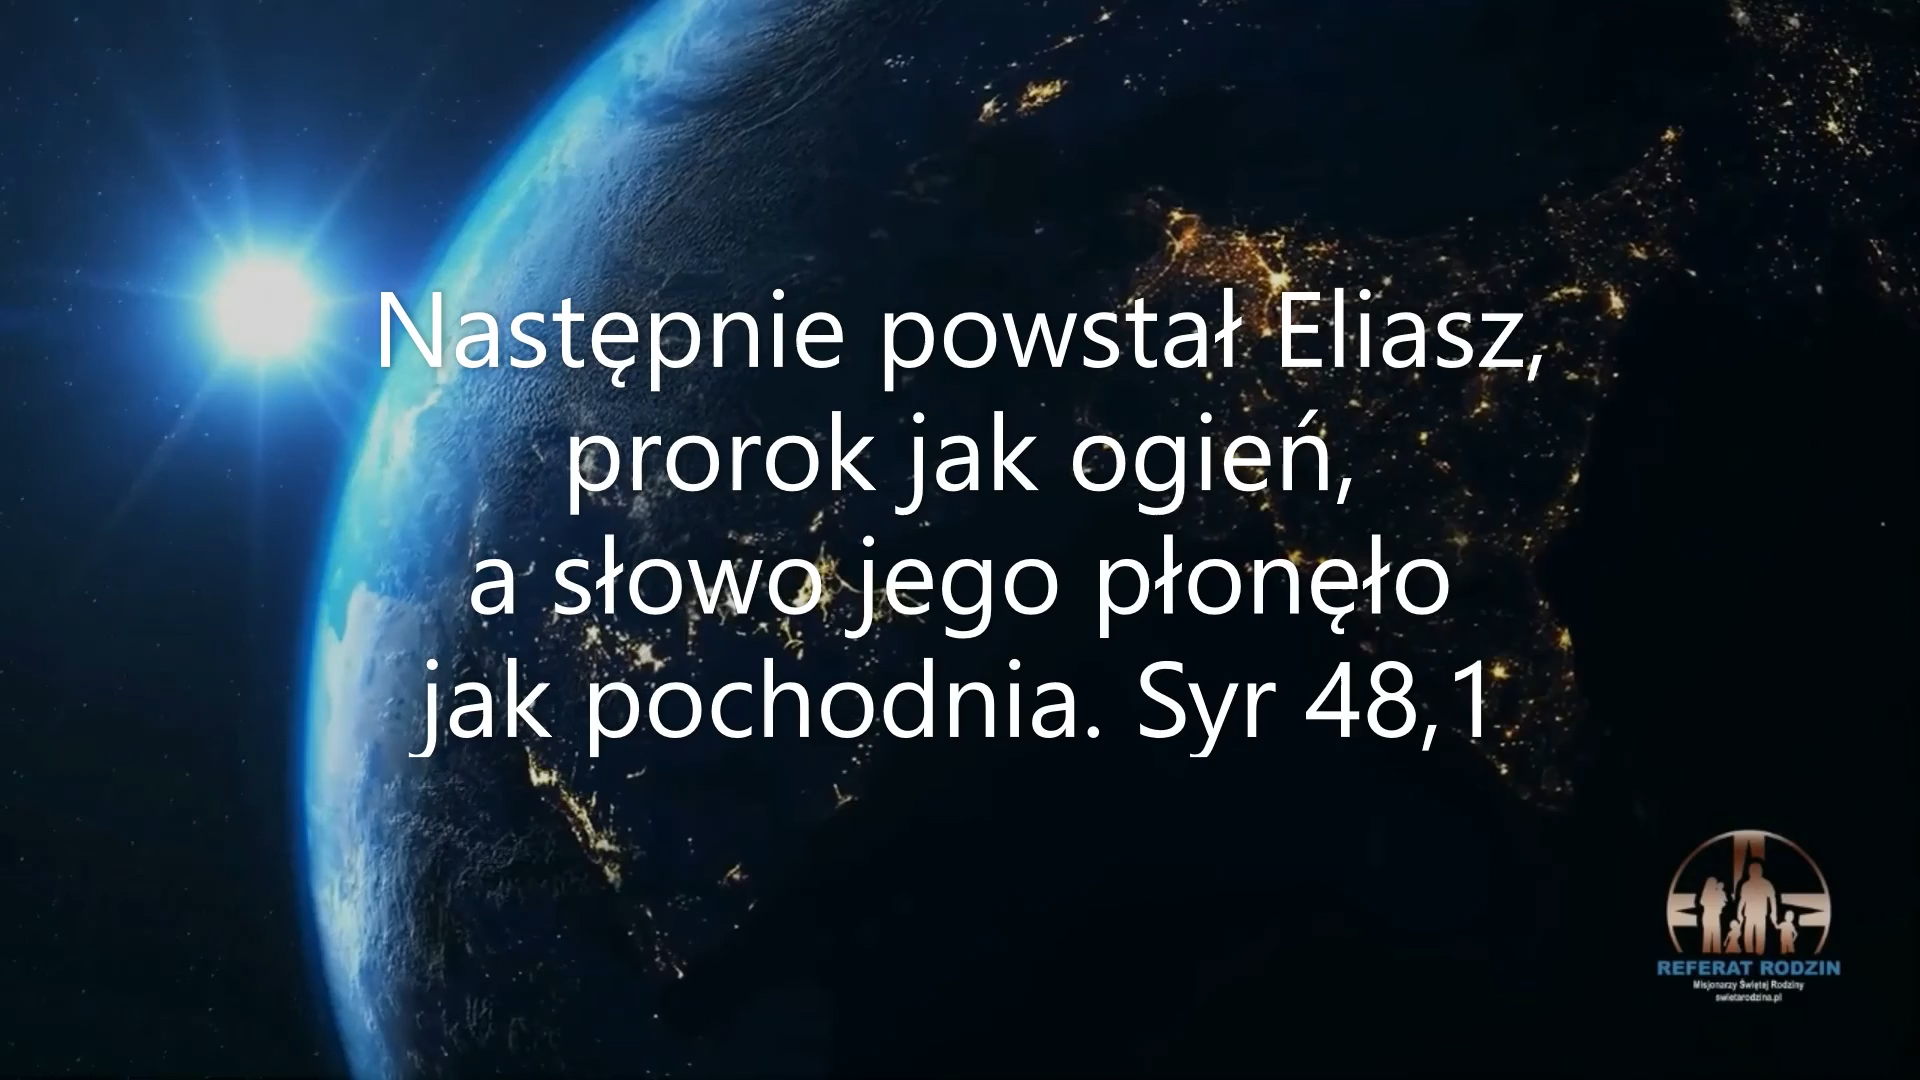 Następnie powstał Eliasz,
prorok jak ogień,
a słowo jego płonęło
jak pochodnia. Syr 48,1
REFERAT RODZIN
Misjonarzy Świętej Rodziny
swietarodzina.pl